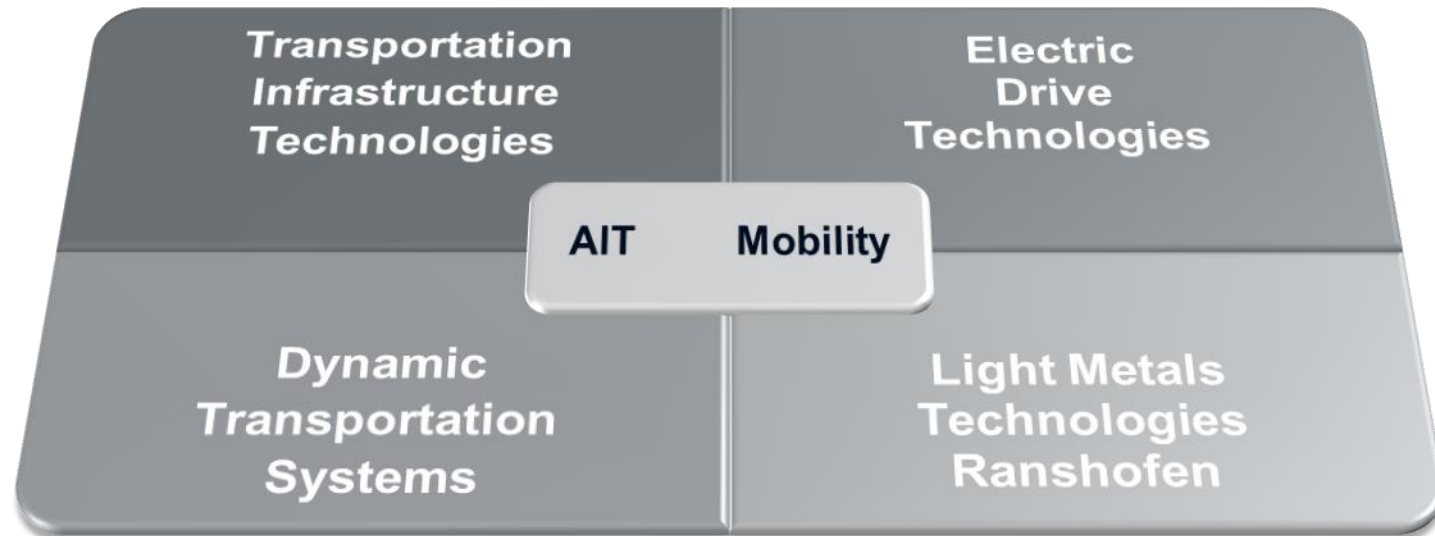 Transportation
Infrastructure
Technologies
Electric
Drive
Technologies
AIT Mobility
Dynamic
Transportation
Systems
Light Metals
Technologies
Ranshofen